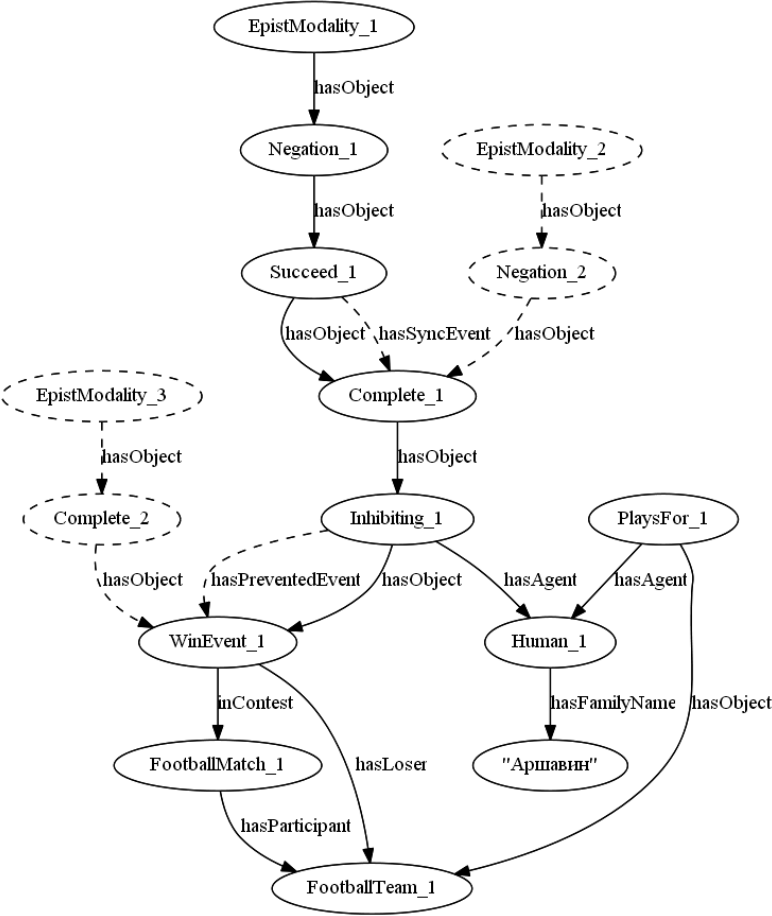 EpistModality_1
hasObject
Negation_1
EpistModality_2
hasObject
hasObject
Succeed_1
Negation_2
hasObject
hasSyncEvent
hasObject
EpistModality_3
Complete_1
hasObject
hasObject
Complete_2
Inhibiting_1
PlaysFor_1
hasObject
hasPreventedEvent
hasObject
hasAgent
hasAgent
WinEvent_1
Human_1
inContest
hasFamilyName
hasObject
FootballMatch_1
hasLoser
"Аршавин"
hasParticipant
FootballTeam_1